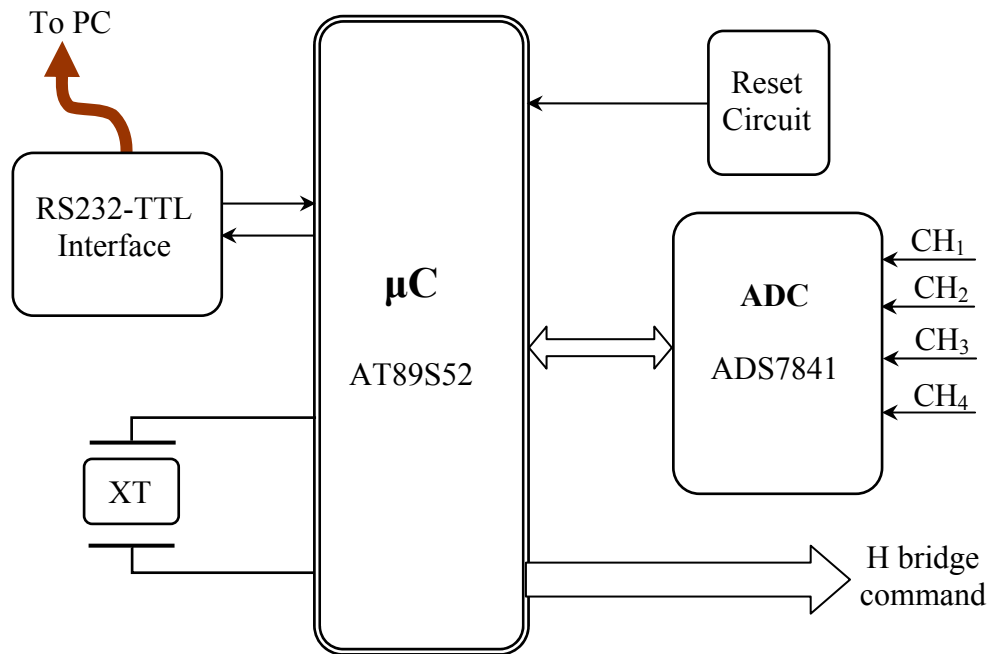 To PC
RS232-TTL
Interface
μC
AT89S52
XT
Reset
Circuit
ADC
ADS7841
CH₁
CH₂
CH₃
CH₄
H bridge
command